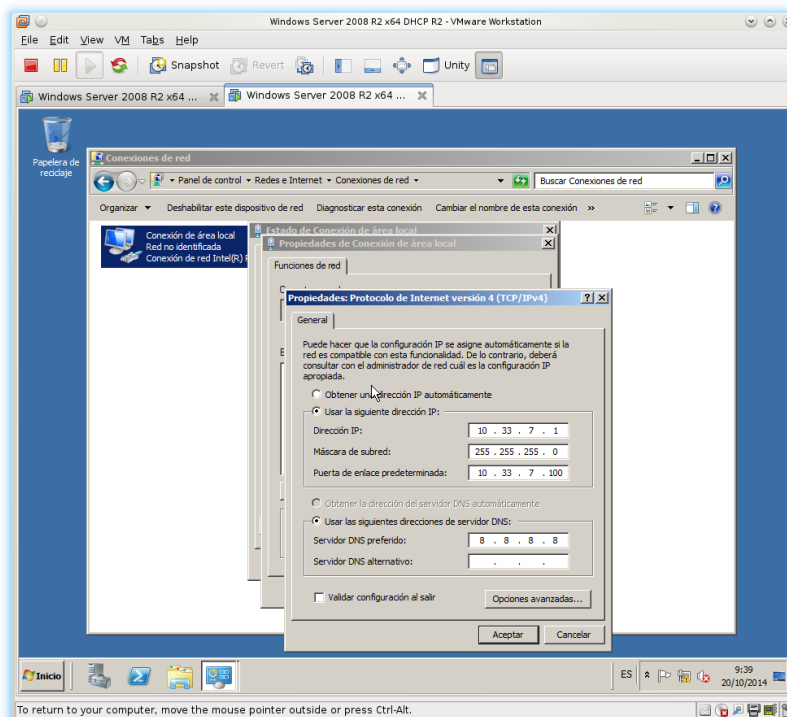 Windows Server 2008 R2 x64 DHCP R2 - VMware Workstation
File Edit View VM Tabs Help
Snapshot Revert Unity
Windows Server 2008 R2 x64 ... Windows Server 2008 R2 x64 ...
Papelera de
reciclaje
Conexiones de red
Panel de control Redes e Internet Conexiones de red Buscar Conexiones de red
Organizar Deshabilitar este dispositivo de red Diagnosticar esta conexión Cambiar el nombre de esta conexión »
Conexión de área local
Red no identificada
Conexión de red Intel(R)
Estado de Conexión de área local
Propiedades de Conexión de área local
Funciones de red
Propiedades: Protocolo de Internet versión 4 (TCP/IPv4)
General
Puede hacer que la configuración IP se asigne automáticamente si la
red es compatible con esta funcionalidad. De lo contrario, deberá
consultar con el administrador de red cuál es la configuración IP
apropiada.
Obtener una dirección IP automáticamente
Usar la siguiente dirección IP:
Dirección IP: 10 . 33 . 7 . 1
Máscara de subred: 255 . 255 . 255 . 0
Puerta de enlace predeterminada: 10 . 33 . 7 . 100
Obtener la dirección del servidor DNS automáticamente
Usar las siguientes direcciones de servidor DNS:
Servidor DNS preferido: 8 . 8 . 8 . 8
Servidor DNS alternativo: . . .
Validar configuración al salir Opciones avanzadas...
Aceptar Cancelar
Inicio ES 9:39
20/10/2014
To return to your computer, move the mouse pointer outside or press Ctrl-Alt.